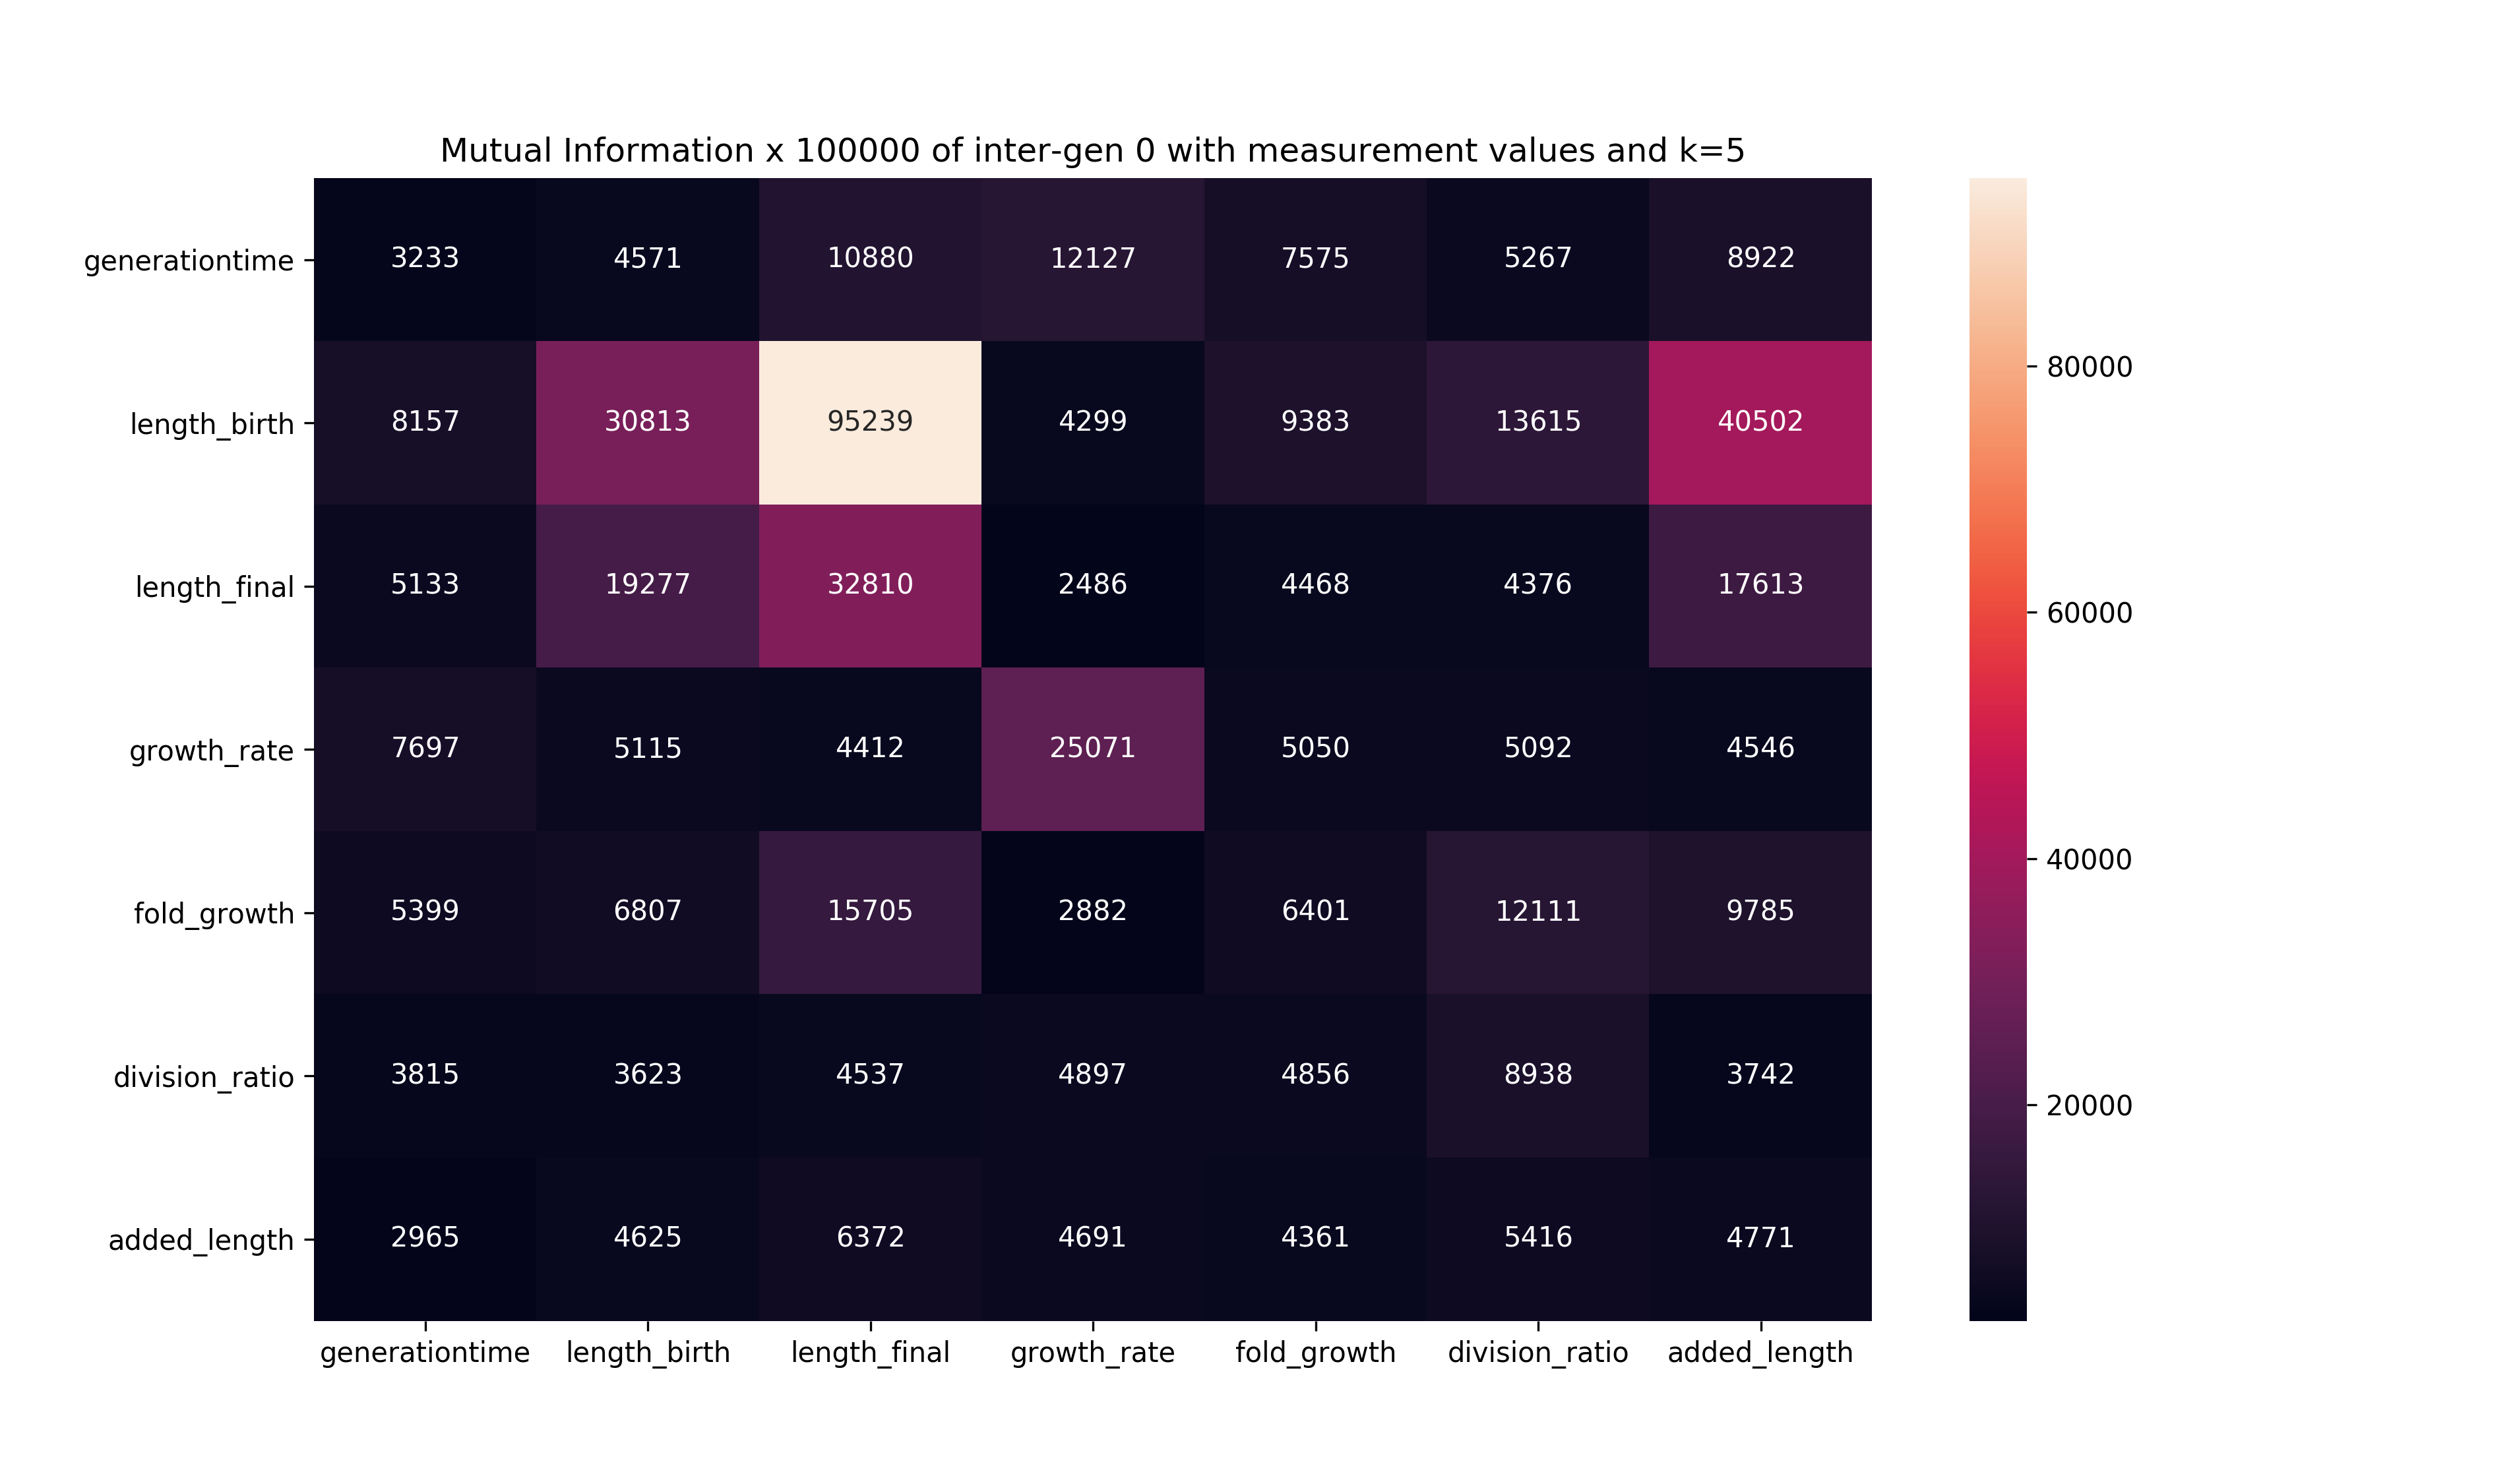 Mutual Information x 100000 of inter-gen 0 with measurement values and k=5
generationtime 3233 4571 10880 12127 7575 5267 8922
80000
length_birth 8157 30813 95239 4299 9383 13615 40502
length_final 5133 19277 32810 2486 4468 4376 17613
60000
growth_rate 7697 5115 4412 25071 5050 5092 4546
40000
fold_growth 5399 6807 15705 2882 6401 12111 9785
division_ratio 3815 3623 4537 4897 4856 8938 3742
20000
added_length 2965 4625 6372 4691 4361 5416 4771
generationtime length_birth length_final growth_rate fold_growth division_ratio added_length